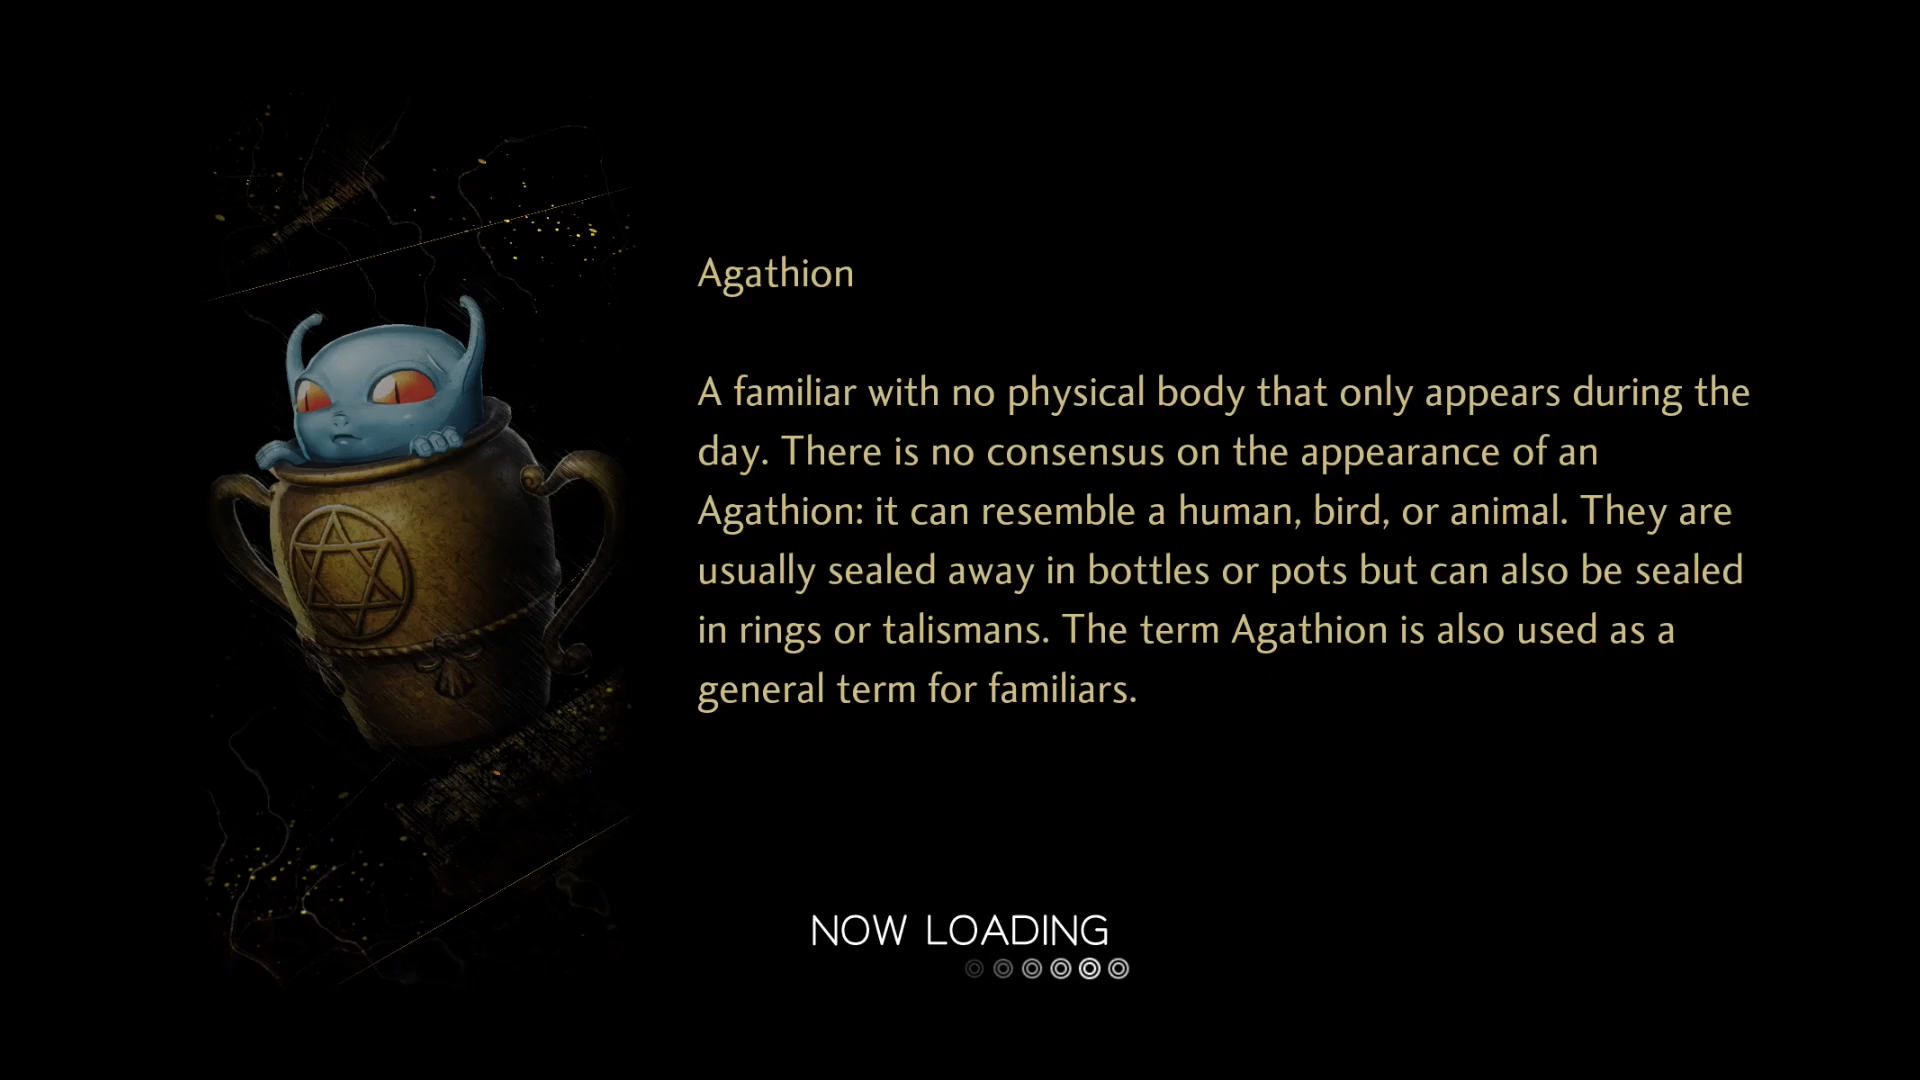 Agathion
A familiar with no physical body that only appears during the
day. There is no consensus on the appearance of an
Agathion: it can resemble a human, bird, or animal. They are
usually sealed away in bottles or pots but can also be sealed
in rings or talismans. The term Agathion is also used as a
general term for familiars.
NOW LOADING